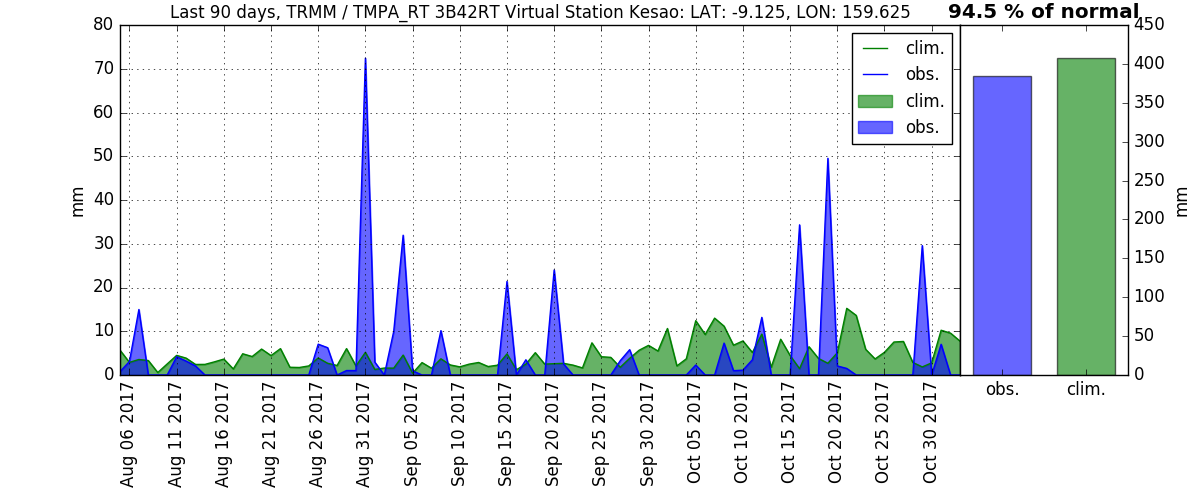 Last 90 days, TRMM / TMPA_RT 3B42RT Virtual Station Kesao: LAT: -9.125, LON: 159.625
94.5 % of normal
80
70
60
50
40
30
20
10
0
mm
clim.
obs.
clim.
obs.
450
400
350
300
250
200
150
100
50
0
mm
obs.
clim.
Aug 06 2017
Aug 11 2017
Aug 16 2017
Aug 21 2017
Aug 26 2017
Aug 31 2017
Sep 05 2017
Sep 10 2017
Sep 15 2017
Sep 20 2017
Sep 25 2017
Sep 30 2017
Oct 05 2017
Oct 10 2017
Oct 15 2017
Oct 20 2017
Oct 25 2017
Oct 30 2017